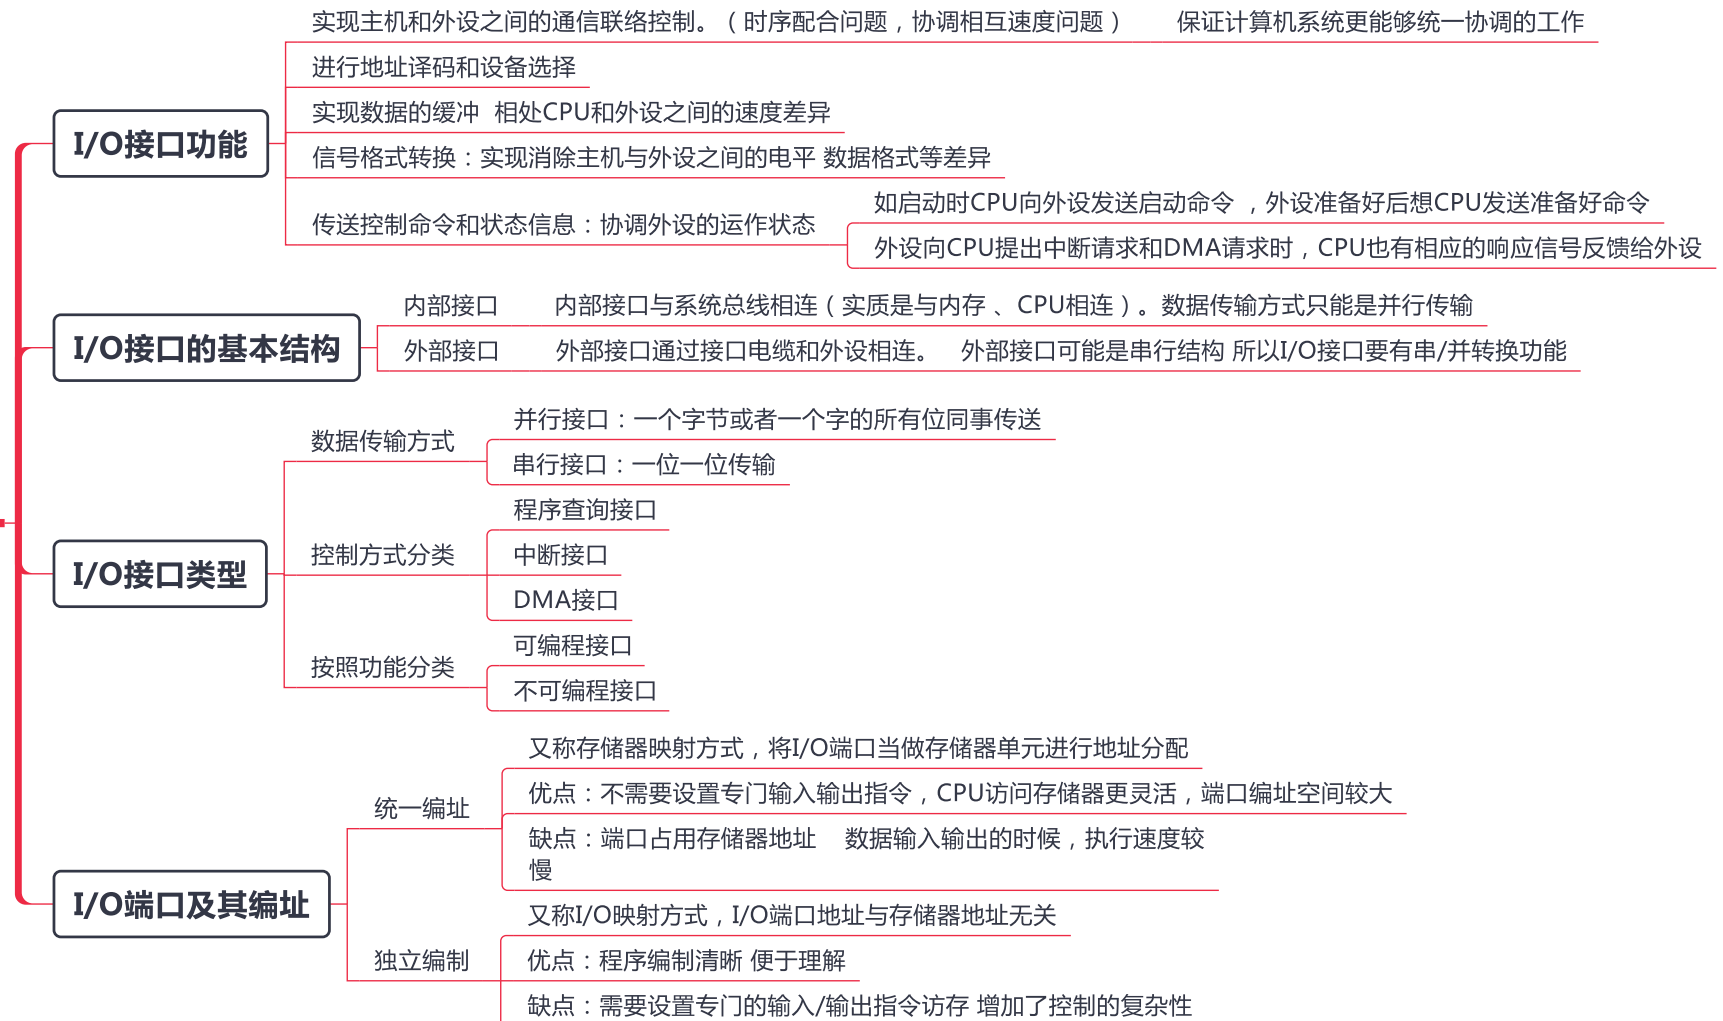 I/O接口功能
实现主机和外设之间的通信联络控制。（时序配合问题，协调相互速度问题） 保证计算机系统更能够统一协调的工作
进行地址译码和设备选择
实现数据的缓冲 相处CPU和外设之间的速度差异
信号格式转换：实现消除主机与外设之间的电平 数据格式等差异
传送控制命令和状态信息：协调外设的运作状态
如启动时CPU向外设发送启动命令 ，外设准备好后想CPU发送准备好命令
外设向CPU提出中断请求和DMA请求时，CPU也有相应的响应信号反馈给外设
I/O接口的基本结构
内部接口 内部接口与系统总线相连（实质是与内存 、CPU相连）。数据传输方式只能是并行传输
外部接口 外部接口通过接口电缆和外设相连。 外部接口可能是串行结构 所以I/O接口要有串/并转换功能
I/O接口类型
数据传输方式
并行接口：一个字节或者一个字的所有位同事传送
串行接口：一位一位传输
控制方式分类
程序查询接口
中断接口
DMA接口
按照功能分类
可编程接口
不可编程接口
I/O端口及其编址
统一编址
又称存储器映射方式，将I/O端口当做存储器单元进行地址分配
优点：不需要设置专门输入输出指令，CPU访问存储器更灵活，端口编址空间较大
缺点：端口占用存储器地址 数据输入输出的时候，执行速度较
慢
独立编制
又称I/O映射方式，I/O端口地址与存储器地址无关
优点：程序编制清晰 便于理解
缺点：需要设置专门的输入/输出指令访存 增加了控制的复杂性